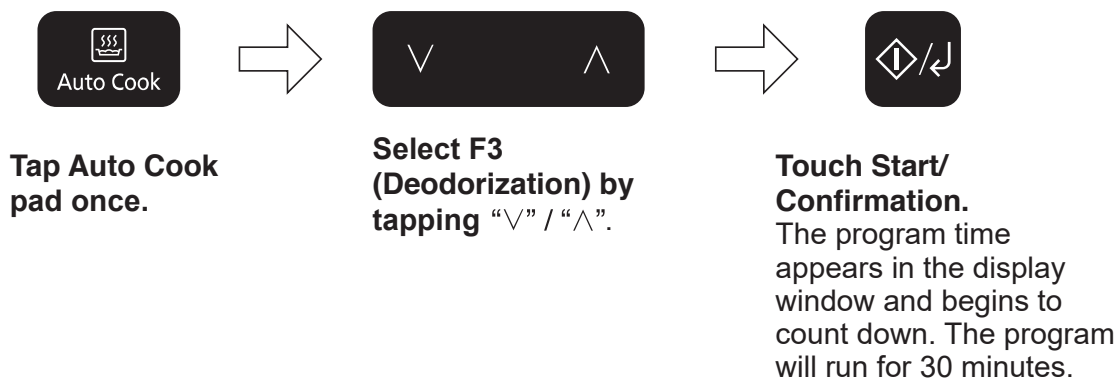 Auto Cook
∨ ∧
/
Tap Auto Cook
pad once.
Select F3
(Deodorization) by
tapping “∨” / “∧”.
Touch Start/
Confirmation.
The program time
appears in the display
window and begins to
count down. The program
will run for 30 minutes.